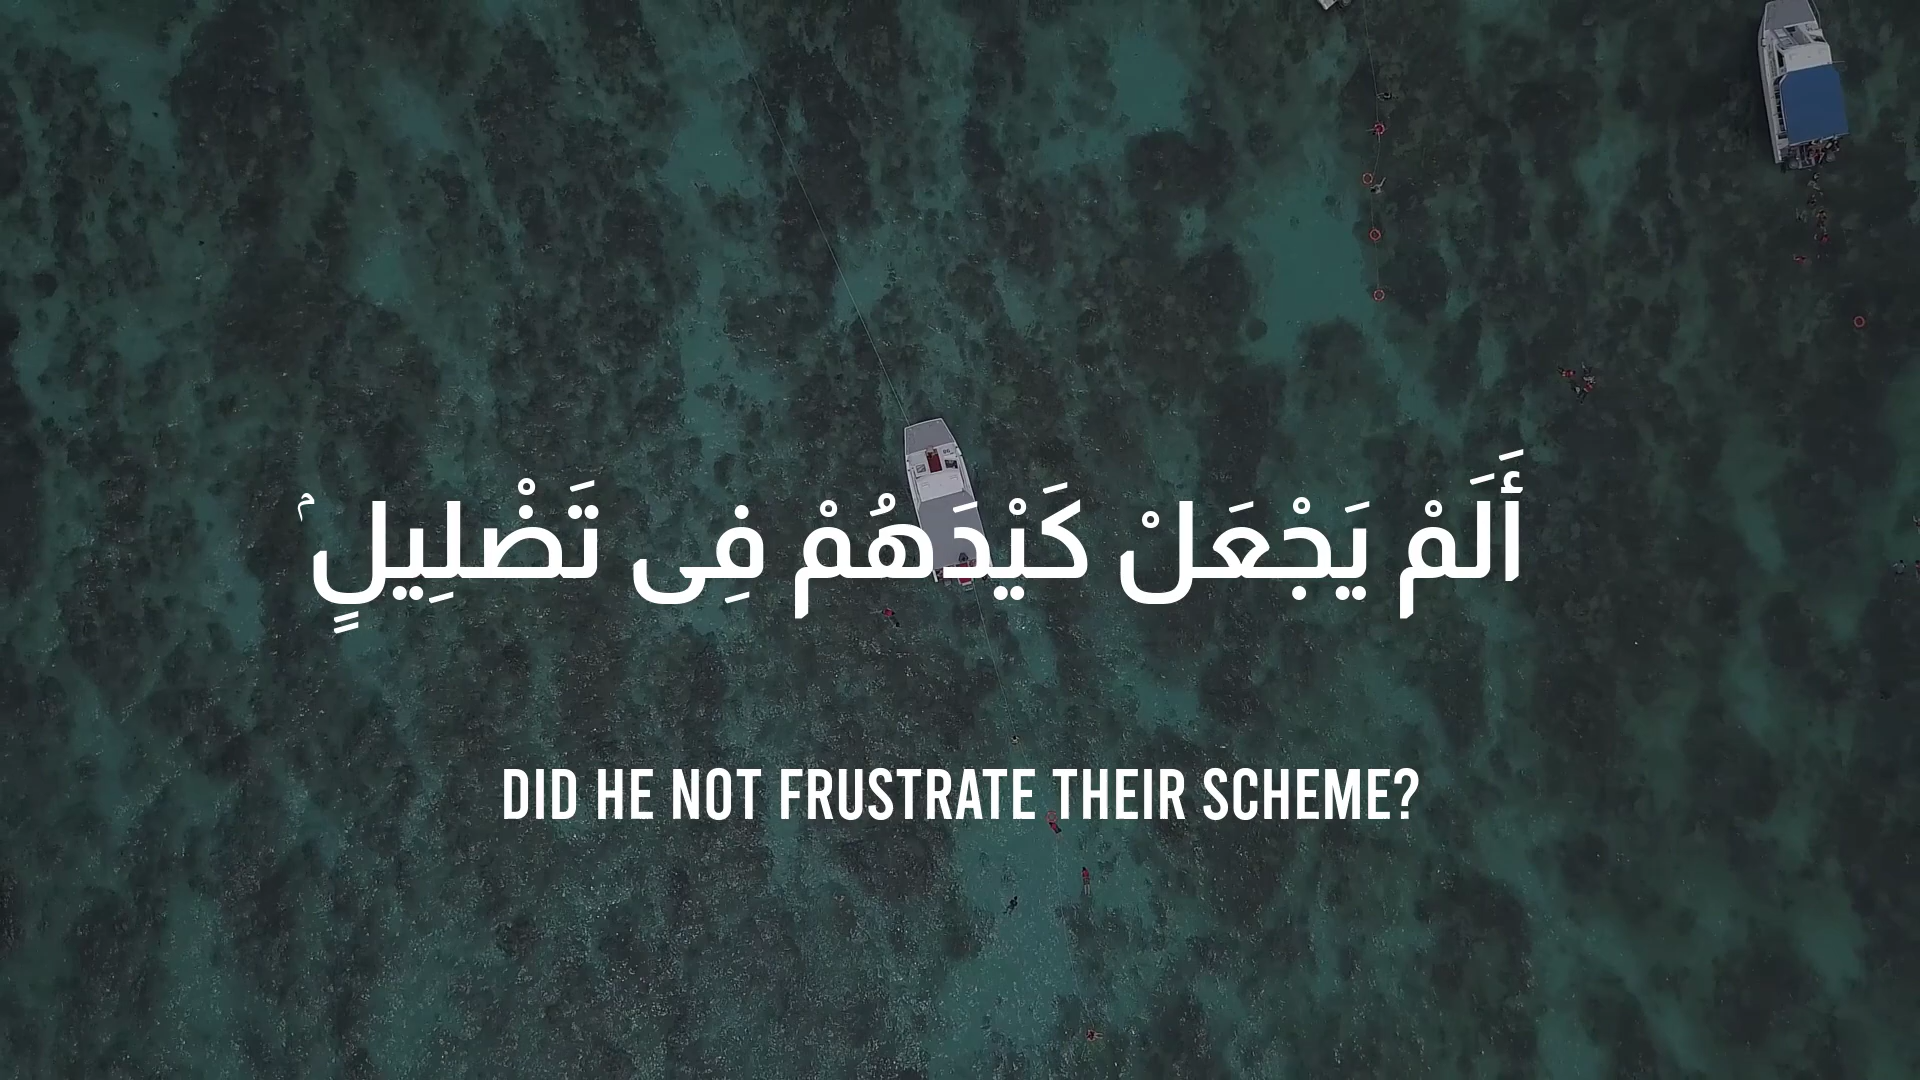 أَلَمْ يَجْعَلْ كَيْدَهُمْ فِى تَضْلِيلٍۢ
DID HE NOT FRUSTRATE THEIR SCHEME?